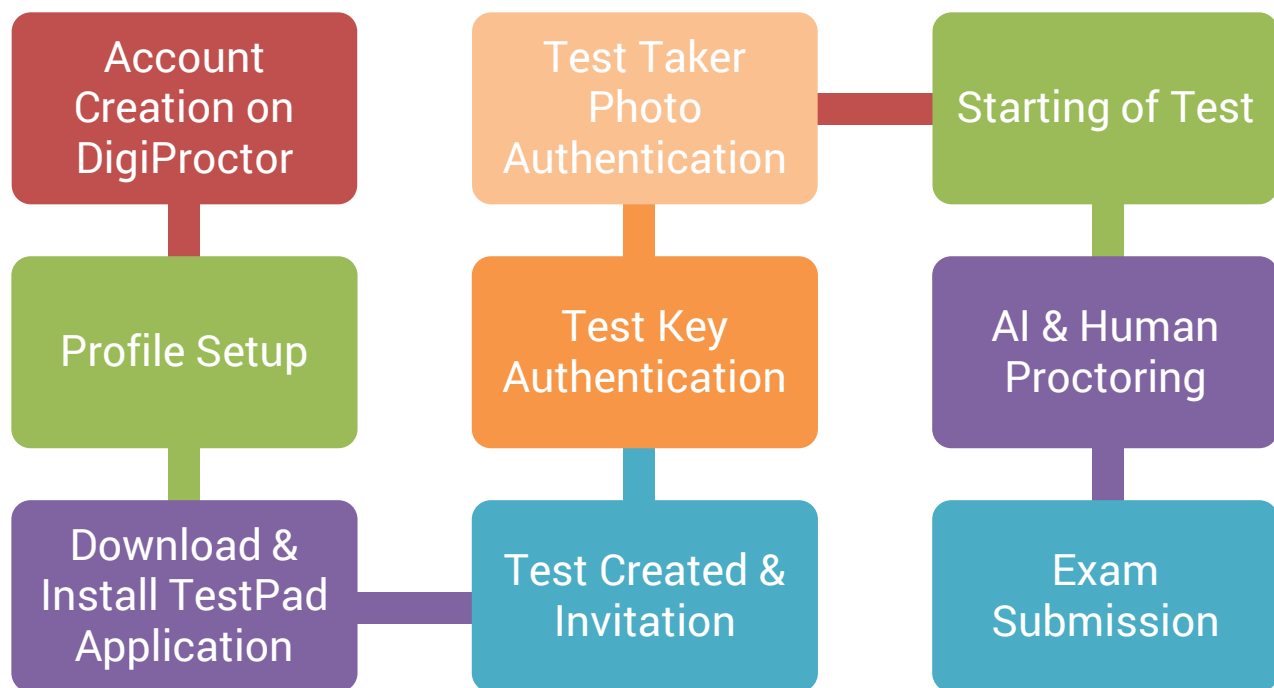 Account
Creation on
DigiProctor
Profile Setup
Download &
Install TestPad
Application
Test Created &
Invitation
Test Key
Authentication
Test Taker
Photo
Authentication
Starting of Test
AI & Human
Proctoring
Exam
Submission